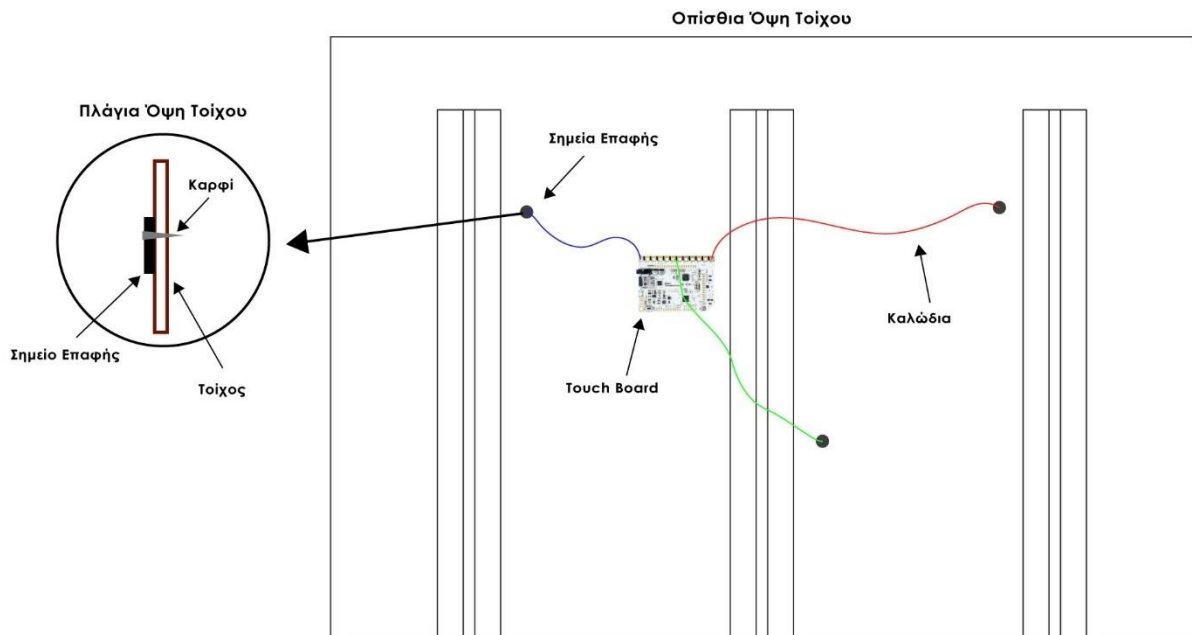 Οπίσθια Όψη Τοίχου
Πλάγια Όψη Τοίχου
Σημεία Επαφής
Καρφί
Καλώδια
Σημείο Επαφής
Τοίχος
Touch Board